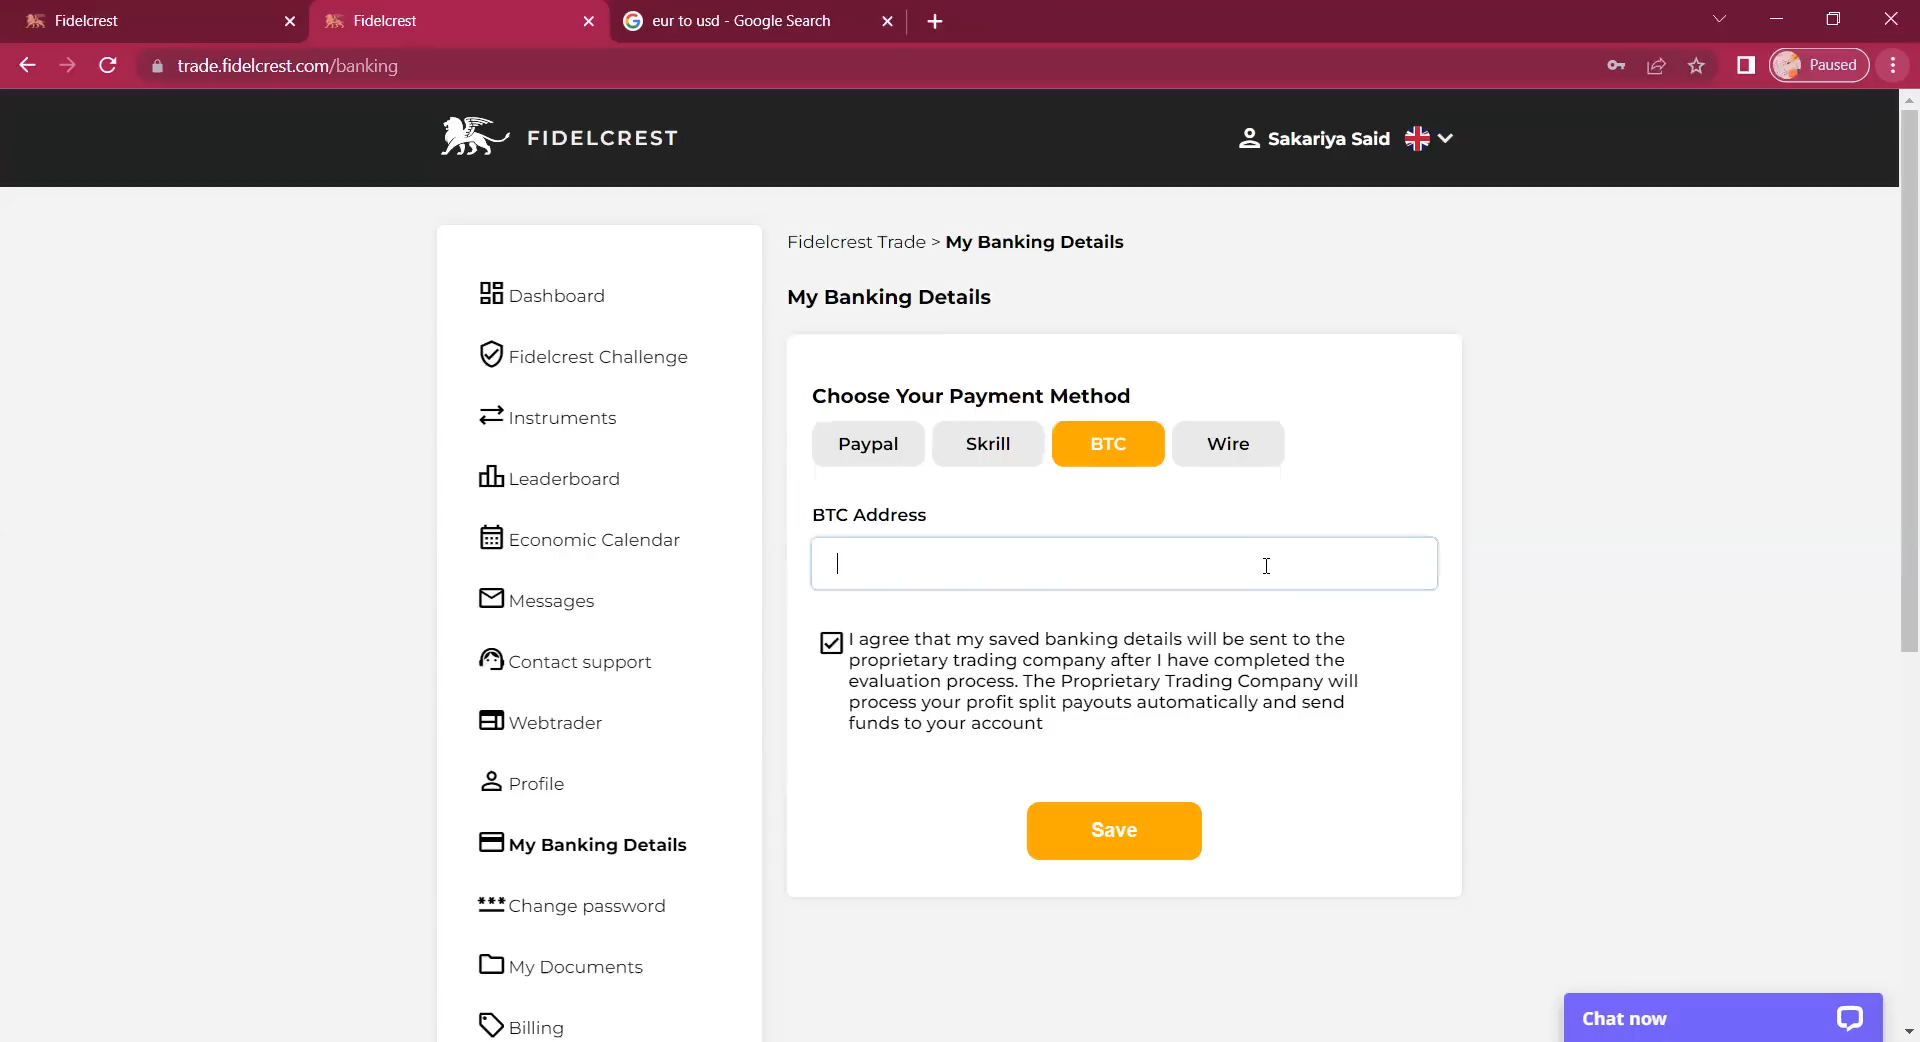 Fidelcrest
Fidelcrest
eur to usd - Google Search
trade.fidelcrest.com/banking
Paused
FIDELCREST
Sakariya Said
Dashboard
Fidelcrest Challenge
Instruments
Leaderboard
Economic Calendar
Messages
Contact support
Webtrader
Profile
My Banking Details
Change password
My Documents
Billing
Fidelcrest Trade > My Banking Details
My Banking Details
Choose Your Payment Method
Paypal
Skrill
BTC
Wire
BTC Address
I agree that my saved banking details will be sent to the
proprietary trading company after I have completed the
evaluation process. The Proprietary Trading Company will
process your profit split payouts automatically and send
funds to your account
Save
Chat now